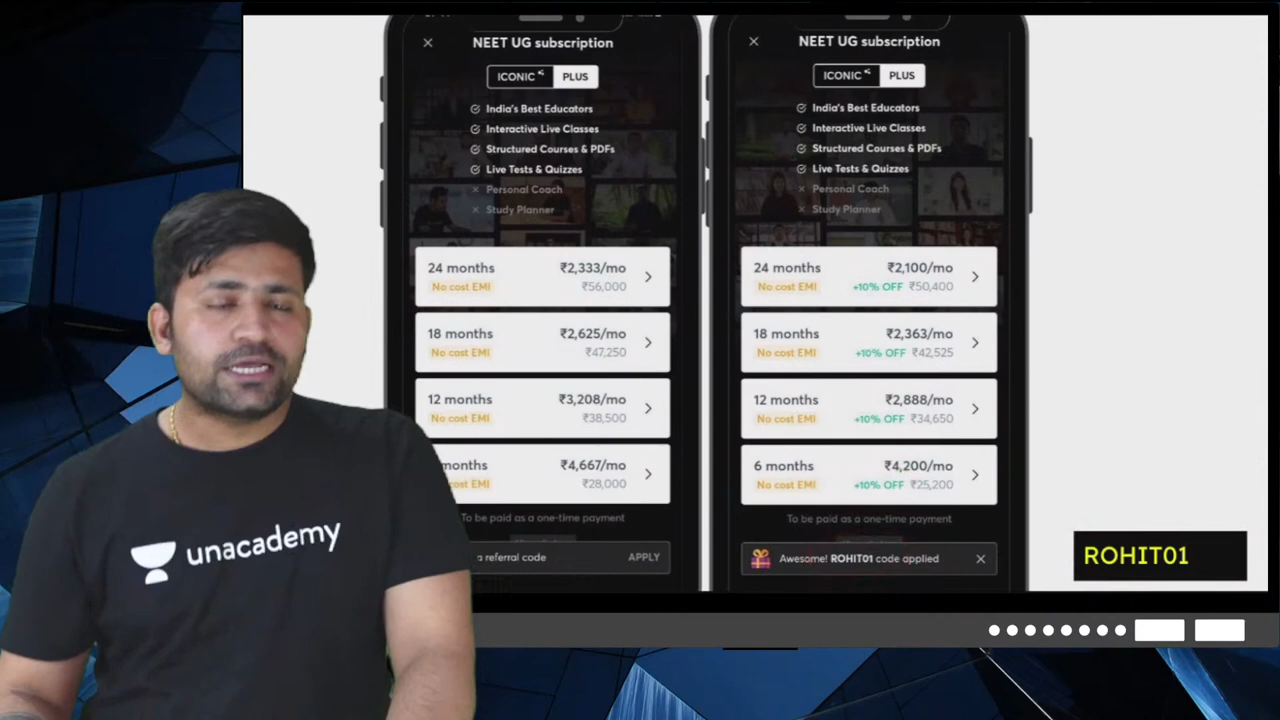 NEET UG subscription
ICONIC PLUS
India's Best Educators
Interactive Live Classes
Structured Courses & PDFs
Live Tests & Quizzes
Personal Coach
Study Planner
24 months ₹2,333/mo
No cost EMI ₹56,000
18 months ₹2,625/mo
No cost EMI ₹47,250
12 months ₹3,208/mo
No cost EMI ₹38,500
months ₹4,667/mo
cost EMI ₹28,000
To be paid as a one-time payment
a referral code APPLY
NEET UG subscription
ICONIC PLUS
India's Best Educators
Interactive Live Classes
Structured Courses & PDFs
Live Tests & Quizzes
Personal Coach
Study Planner
24 months ₹2,100/mo
No cost EMI +10% OFF ₹50,400
18 months ₹2,363/mo
No cost EMI +10% OFF ₹42,525
12 months ₹2,888/mo
No cost EMI +10% OFF ₹34,650
6 months ₹4,200/mo
No cost EMI +10% OFF ₹25,200
To be paid as a one-time payment
Awesome! ROHIT01 code applied
ROHIT01
unacademy